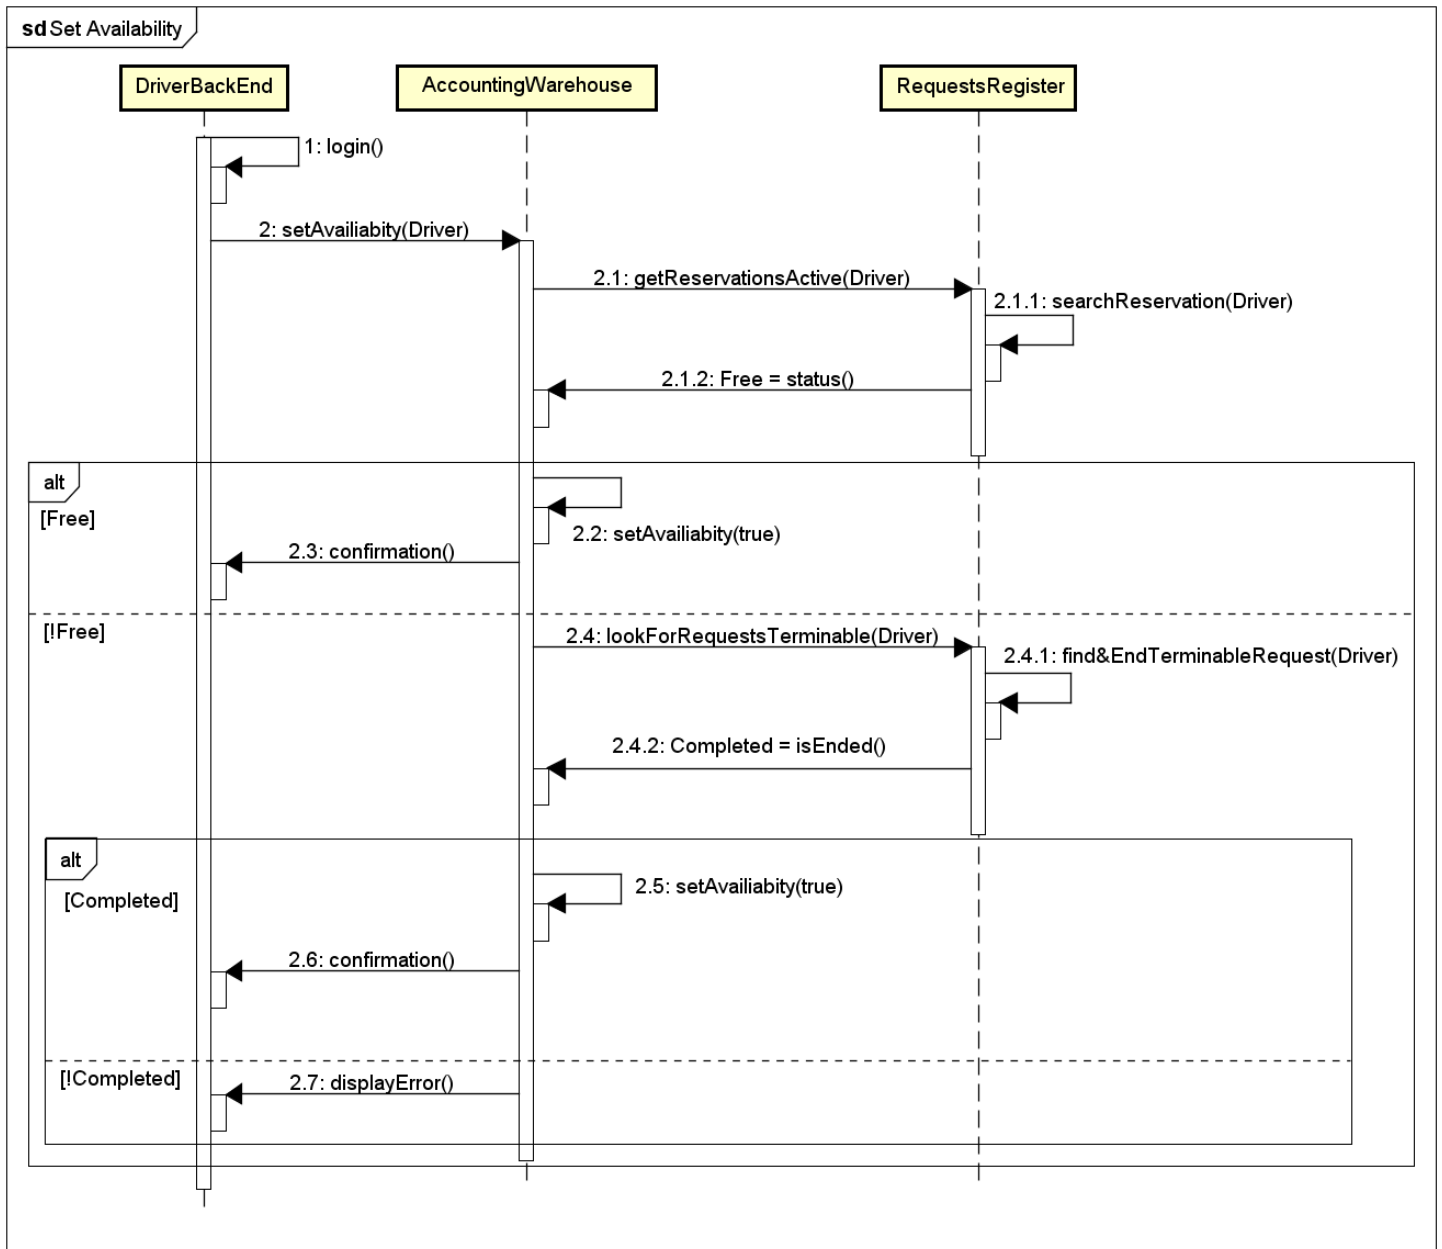 sd Set Availability
DriverBackEnd
AccountingWarehouse
RequestsRegister
1: login()
2: setAvailiabity(Driver)
2.1: getReservationsActive(Driver)
2.1.1: searchReservation(Driver)
2.1.2: Free = status()
alt
[Free]
2.2: setAvailiabity(true)
2.3: confirmation()
[!Free]
2.4: lookForRequestsTerminable(Driver)
2.4.1: find&EndTerminableRequest(Driver)
2.4.2: Completed = isEnded()
alt
[Completed]
2.5: setAvailiabity(true)
2.6: confirmation()
[!Completed]
2.7: displayError()